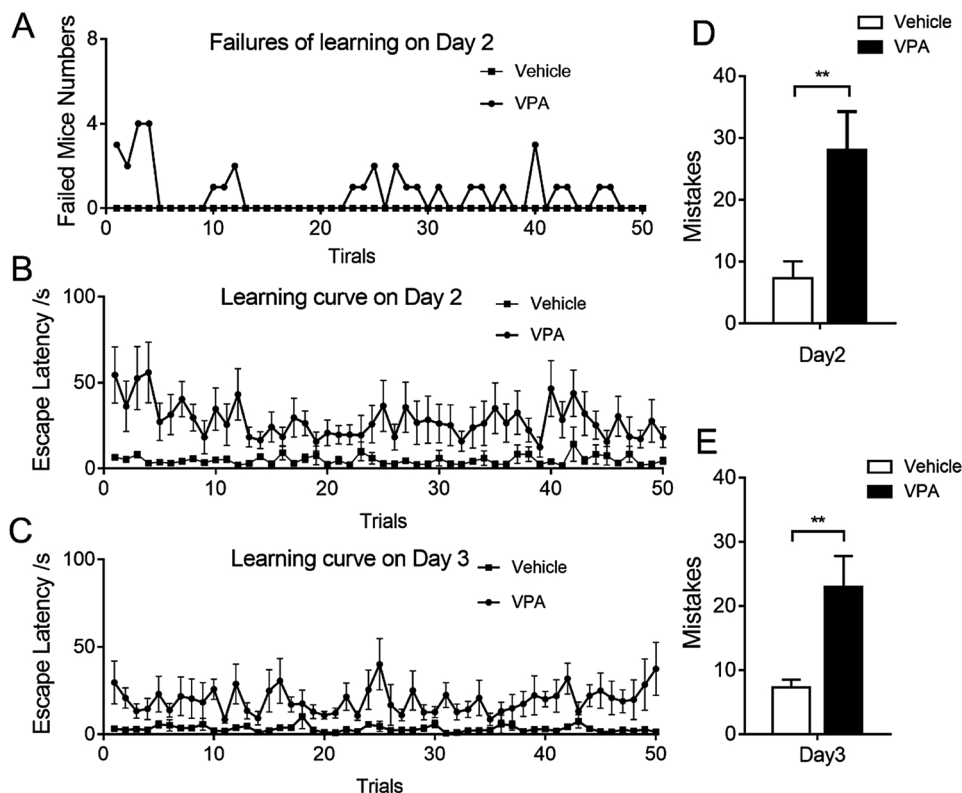 A
Failures of learning on Day 2
Vehicle
VPA
Failed Mice Numbers
8
4
0
0 10 20 30 40 50
Tirals
B
Learning curve on Day 2
Vehicle
VPA
Escape Latency /s
100
50
0
0 10 20 30 40 50
Trials
C
Learning curve on Day 3
Vehicle
VPA
Escape Latency /s
100
50
0
0 10 20 30 40 50
Trials
D
Vehicle
VPA
**
Mistakes
40
30
20
10
0
Day2
E
Vehicle
VPA
**
Mistakes
40
30
20
10
0
Day3